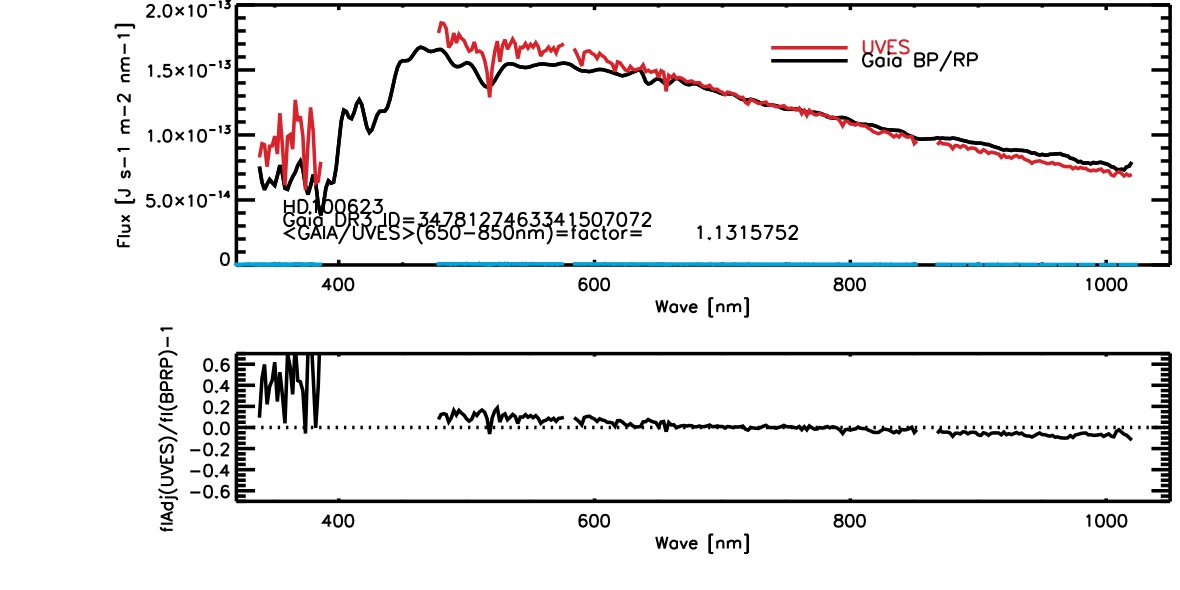 2.0×10−13
1.5×10−13
1.0×10−13
5.0×10−14
0
Flux [J s−1 m−2 nm−1]
UVES
Gaia BP/RP
HD100623
Gaia DR3 ID=3478127463341507072
<GAIA/UVES>(650−850nm)=factor= 1.1315752
400 600 800 1000
Wave [nm]
0.6
0.4
0.2
0.0
−0.2
−0.4
−0.6
flAdj(UVES)/fl(BPRP)−1
400 600 800 1000
Wave [nm]